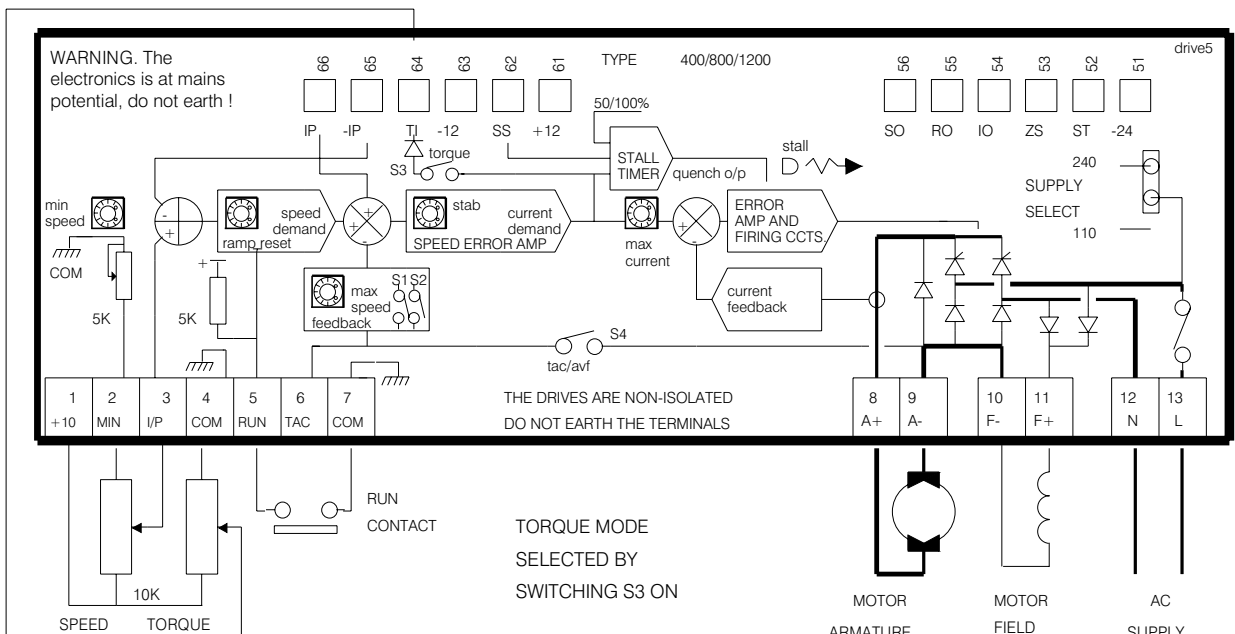 drive5
WARNING. The
electronics is at mains
potential, do not earth !
66 65 64 63 62 61
TYPE 400/800/1200
56 55 54 53 52 51
50/100%
IP -IP TI -12 SS +12
SO RO IO ZS ST -24
S3 torque
STALL
TIMER
stall
quench o/p
240
SUPPLY
SELECT
110
min
speed
- +
speed
demand
ramp reset
+ + -
stab
current
demand
SPEED ERROR AMP
max
current
+ -
ERROR
AMP AND
FIRING CCTS.
COM
5K
+
5K
max
speed
feedback
S1 S2
current
feedback
S4
tac/avf
1 2 3 4 5 6 7
+10 MIN I/P COM RUN TAC COM
THE DRIVES ARE NON-ISOLATED
DO NOT EARTH THE TERMINALS
8 9 10 11 12 13
A+ A- F- F+ N L
RUN
CONTACT
TORQUE MODE
SELECTED BY
SWITCHING S3 ON
10K
SPEED TORQUE
MOTOR
ARMATURE
MOTOR
FIELD
AC
SUPPLY